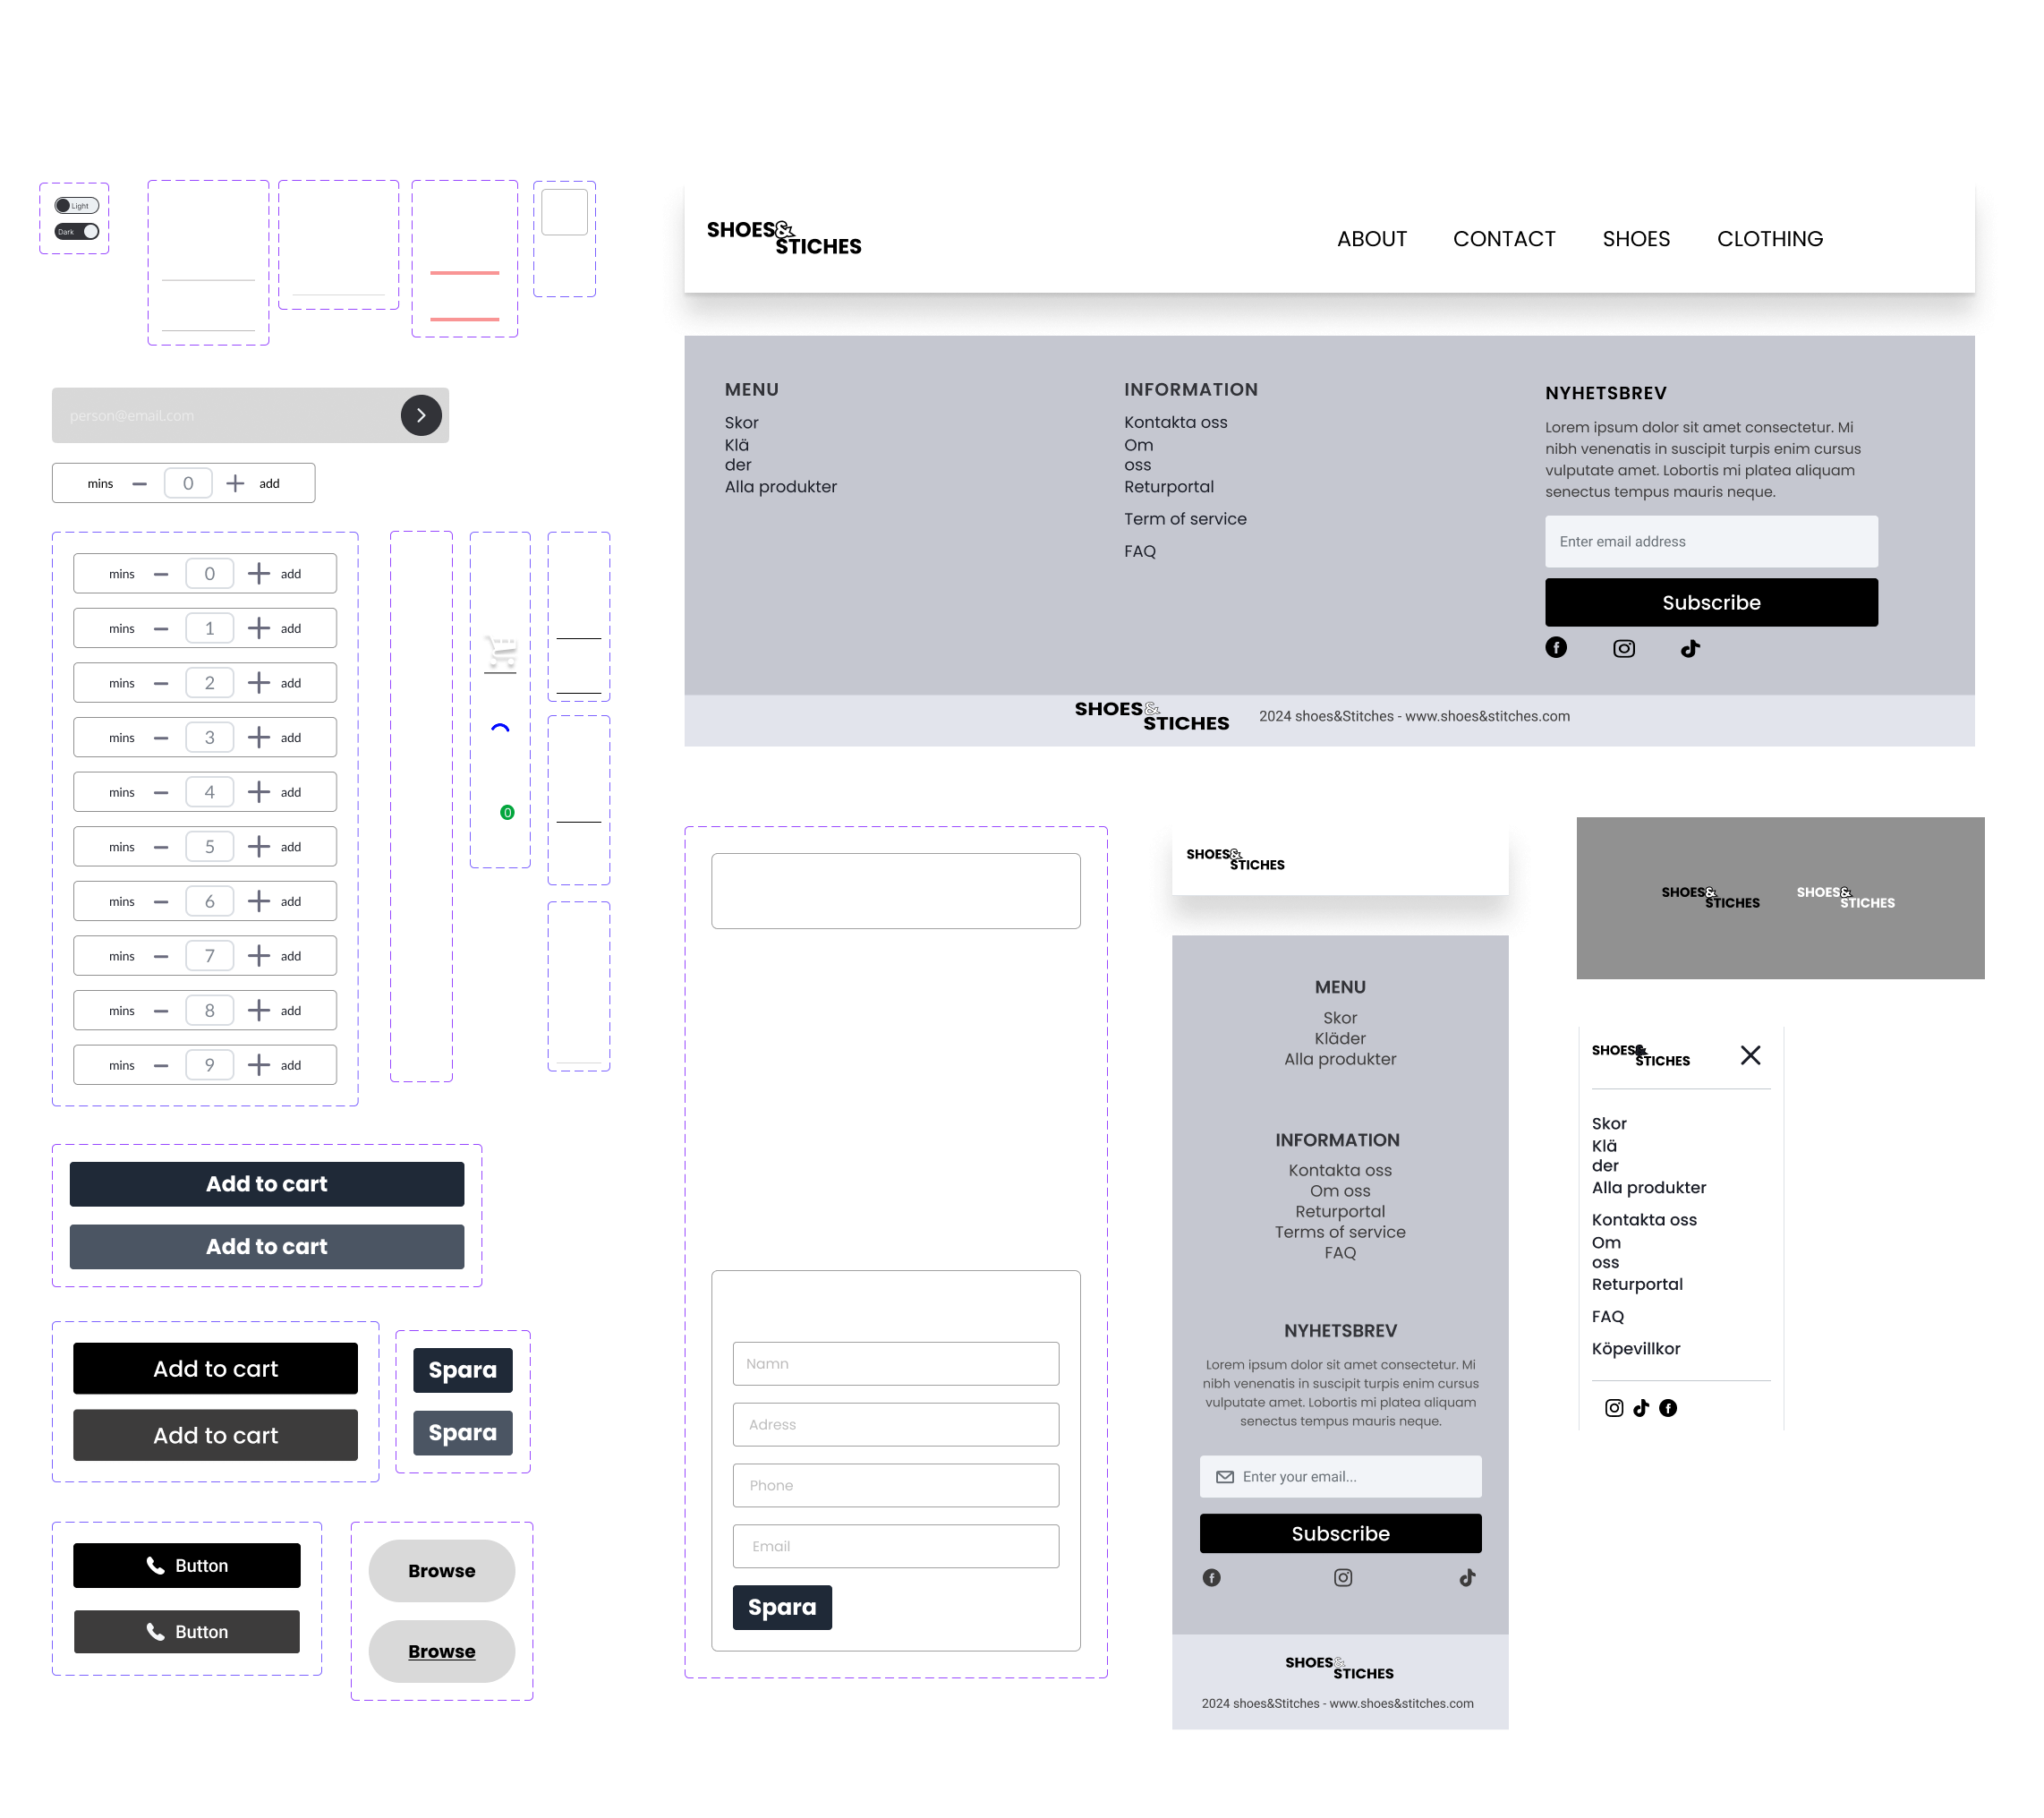 Light
Dark
person@email.com
mins 0 add
mins 0 add
mins 1 add
mins 2 add
mins 3 add
mins 4 add
mins 5 add
mins 6 add
mins 7 add
mins 8 add
mins 9 add
0
Add to cart
Add to cart
Add to cart
Add to cart
Spara
Spara
Button
Button
Browse
Browse
SHOES&
STICHES
ABOUT CONTACT SHOES CLOTHING
MENU
Skor
Klä
der
Alla produkter
INFORMATION
Kontakta oss
Om
oss
Returportal
Term of service
FAQ
NYHETSBREV
Lorem ipsum dolor sit amet consectetur. Mi
nibh venenatis in suscipit turpis enim cursus
vulputate amet. Lobortis mi platea aliquam
senectus tempus mauris neque.
Enter email address
Subscribe
SHOES&
STICHES
2024 shoes&Stitches - www.shoes&stitches.com
Namn
Adress
Phone
Email
Spara
SHOES&
STICHES
MENU
Skor
Kläder
Alla produkter
INFORMATION
Kontakta oss
Om oss
Returportal
Terms of service
FAQ
NYHETSBREV
Lorem ipsum dolor sit amet consectetur. Mi
nibh venenatis in suscipit turpis enim cursus
vulputate amet. Lobortis mi platea aliquam
senectus tempus mauris neque.
Enter your email...
Subscribe
SHOES&
STICHES
2024 shoes&Stitches - www.shoes&stitches.com
SHOES&
STICHES
SHOES&
STICHES
SHOES&
STICHES
Skor
Klä
der
Alla produkter
Kontakta oss
Om
oss
Returportal
FAQ
Köpevillkor